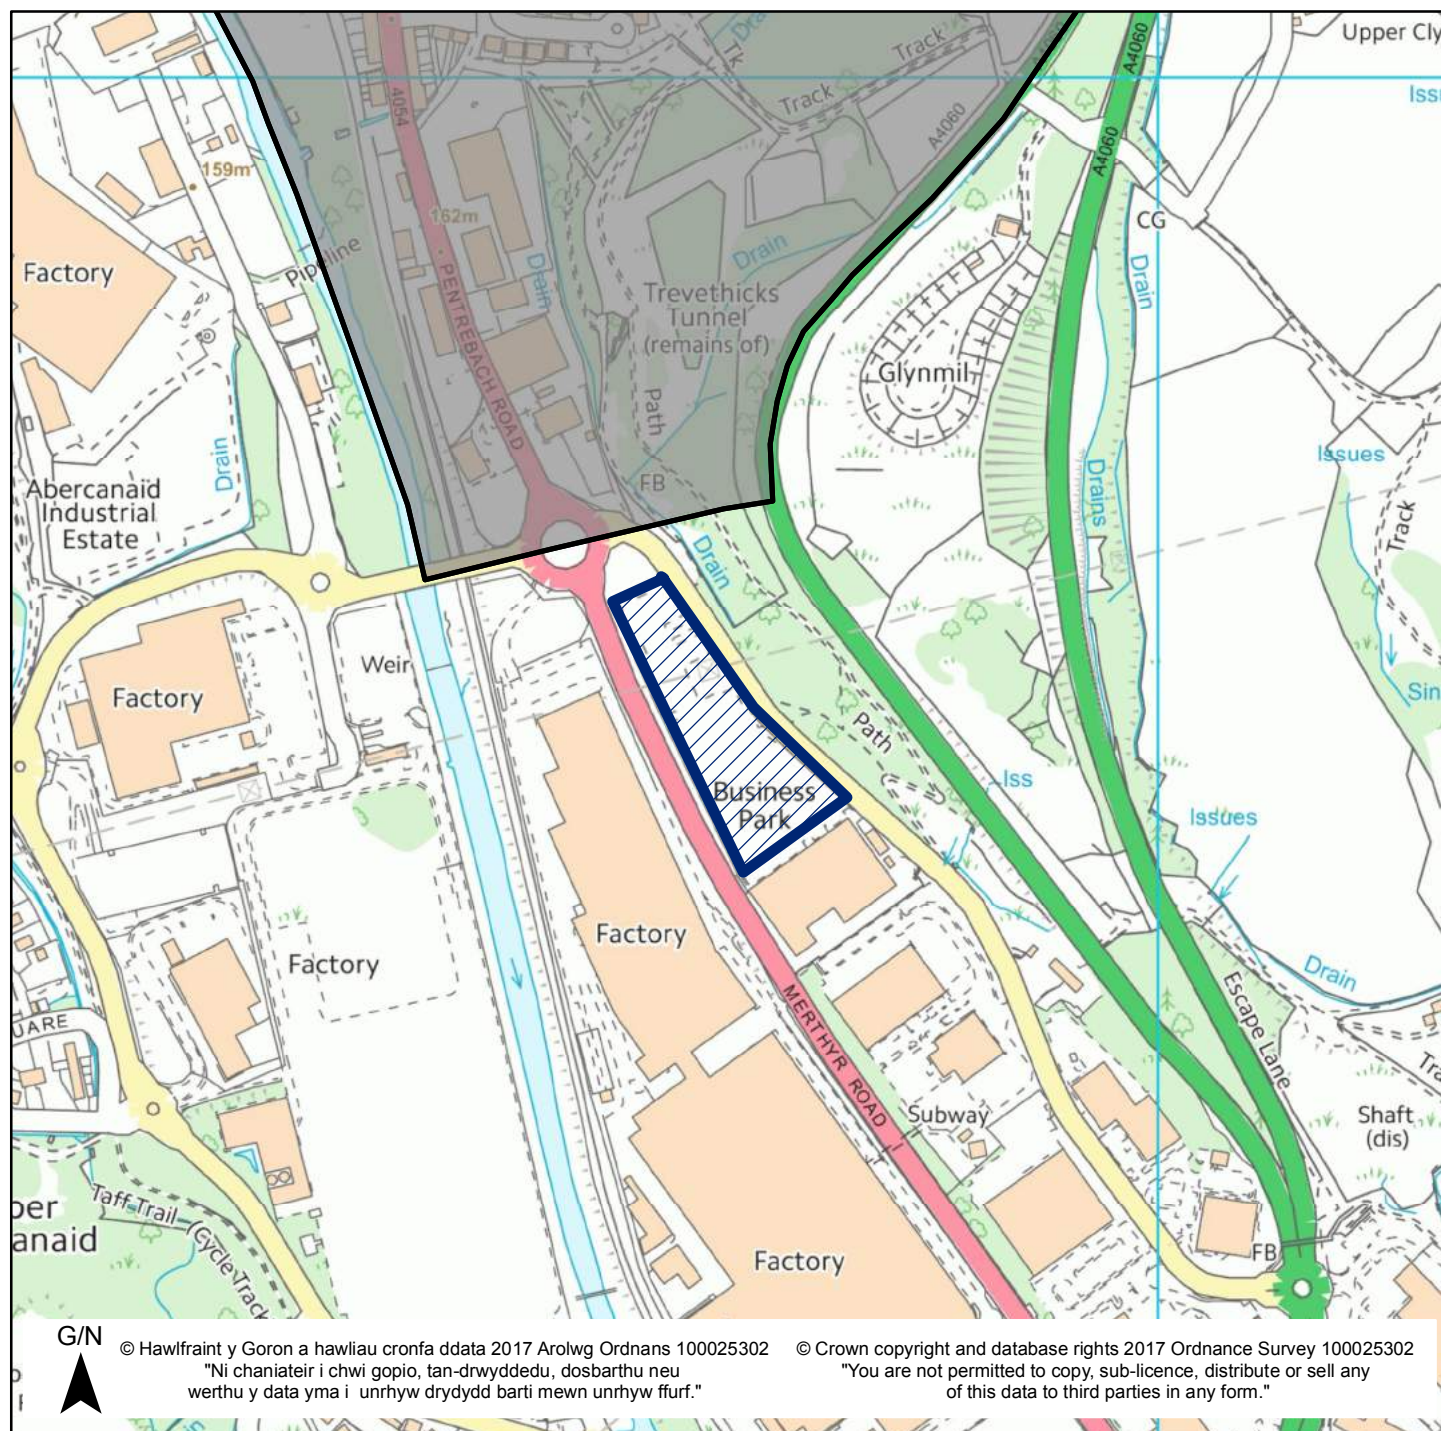 Upper Cly
Drain
Tk
Track
Track
A4060
A4060
A4060
A4060
Issu
4054
159m
162m
CG
Factory
Pipeline
Drain
Drain
Drain
PENTREBACH ROAD
Trevethicks
Tunnel
(remains of)
Glynmil
Path
Drain
FB
Issues
Track
Abercanaid
Industrial
Estate
Drains
Drain
Weir
Factory
Path
Sin
Business
Park
Iss
Issues
Factory
Factory
Drain
MERTHYR ROAD
Escape Lane
UARE
Subway
Tra
Shaft
(dis)
Taff Trail (Cycle Track)
per
anaid
FB
Factory
G/N
© Hawlfraint y Goron a hawliau cronfa ddata 2017 Arolwg Ordnans 100025302
"Ni chaniateir i chwi gopio, tan-drwyddedu, dosbarthu neu
werthu y data yma i unrhyw drydydd barti mewn unrhyw ffurf."
© Crown copyright and database rights 2017 Ordnance Survey 100025302
"You are not permitted to copy, sub-licence, distribute or sell any
of this data to third parties in any form."